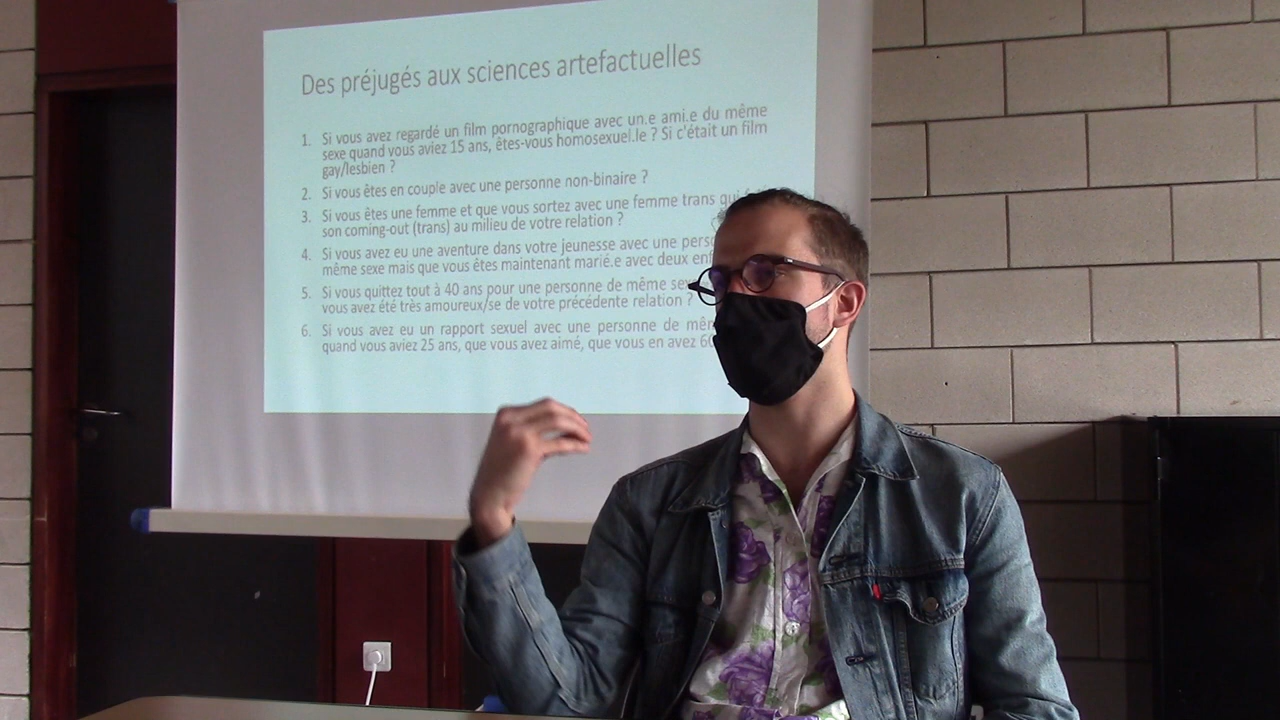 Des préjugés aux sciences artefactuelles
1. Si vous avez regardé un film pornographique avec un.e ami.e du même
sexe quand vous aviez 15 ans, êtes-vous homosexuel.le ? Si c'était un film
gay/lesbien ?
2. Si vous êtes en couple avec une personne non-binaire ?
3. Si vous êtes une femme et que vous sortez avec une femme trans qui
son coming-out (trans) au milieu de votre relation ?
4. Si vous avez eu une aventure dans votre jeunesse avec une
même sexe mais que vous êtes maintenant marié.e avec deux
5. Si vous quittez tout à 40 ans pour une personne de même
vous avez été très amoureux/se de votre précédente relation ?
6. Si vous avez eu un rapport sexuel avec une personne de
quand vous aviez 25 ans, que vous avez aimé, que vous en avez